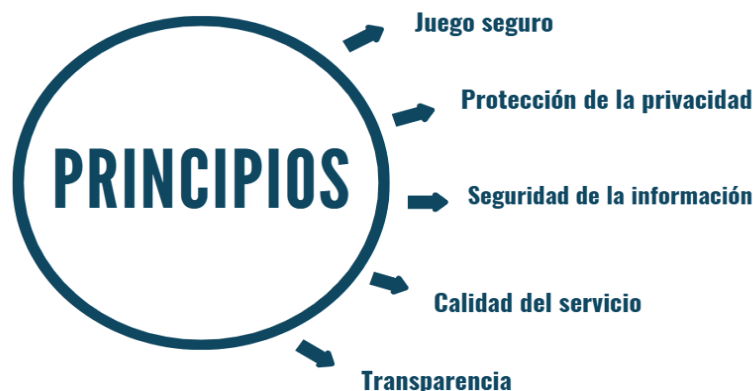 Juego seguro
Protección de la privacidad
PRINCIPIOS
Seguridad de la información
Calidad del servicio
Transparencia